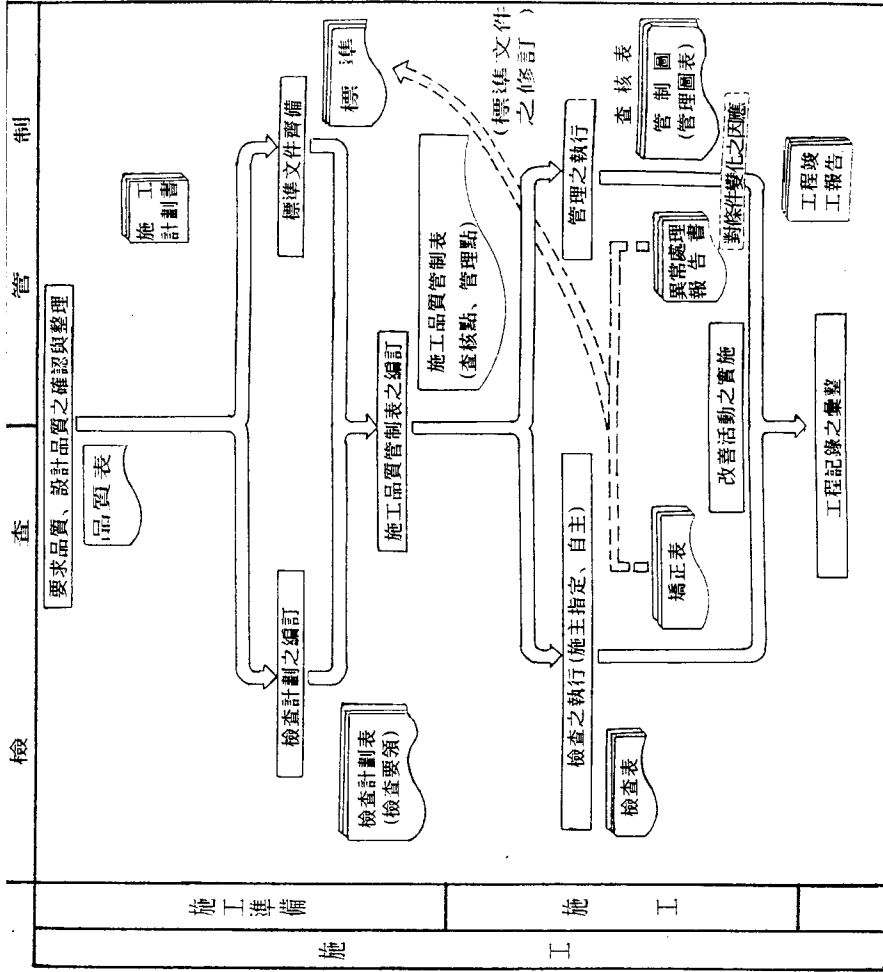 檢查
管制
施工
施工準備
施工
要求品質、設計品質之確認與整理
品質表
施工
計劃書
檢查計劃之編訂
標準文件齊備
檢查計劃表
(檢查要領)
標準
施工品質管制表之編訂
施工品質管制表
(查核點、管理點)
(標準文件
之修訂)
檢查之執行(施主指定、自主)
管理之執行
檢查表
查核表
管制圖
(管理圖表)
矯正表
異常處理
報告書
對條件變化之因應
改善活動之實施
工程記錄之彙整
工程竣
工報告